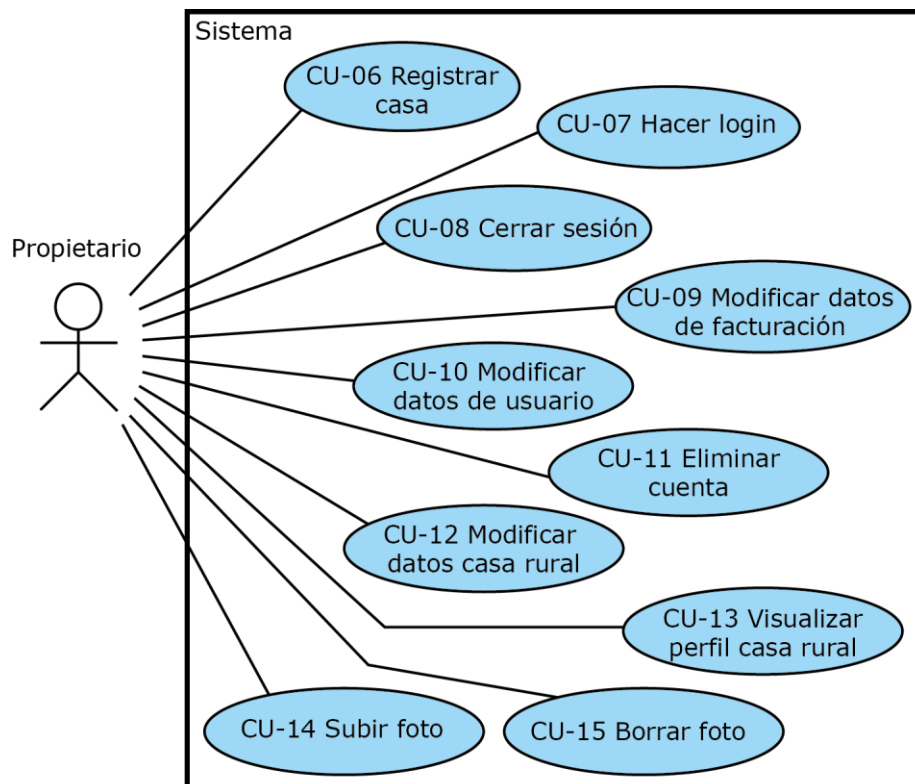 Sistema
CU-06 Registrar
casa
CU-07 Hacer login
CU-08 Cerrar sesión
Propietario
CU-09 Modificar datos
de facturación
CU-10 Modificar
datos de usuario
CU-11 Eliminar
cuenta
CU-12 Modificar
datos casa rural
CU-13 Visualizar
perfil casa rural
CU-14 Subir foto
CU-15 Borrar foto